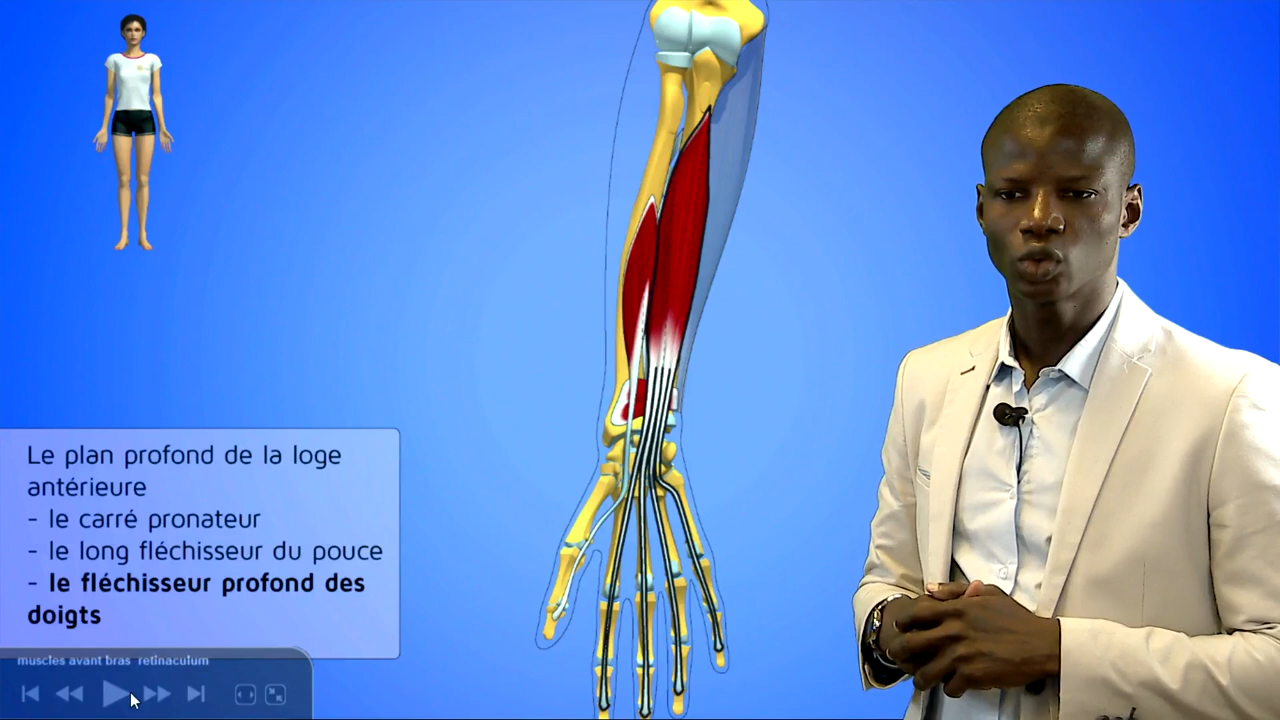 Le plan profond de la loge
antérieure
- le carré pronateur
- le long fléchisseur du pouce
- le fléchisseur profond des
doigts
muscles avant bras retinaculum